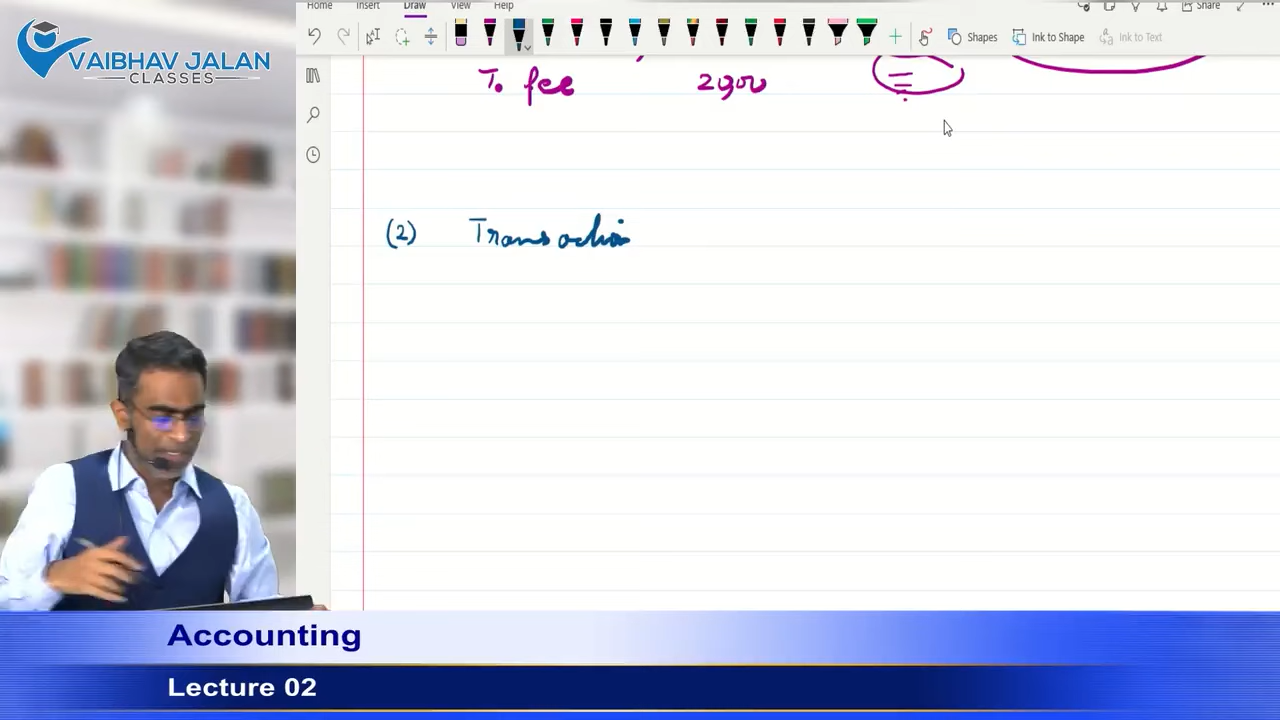 Home Insert Draw View Help Share
Shapes Ink to Shape Ink to Text
VAIBHAV JALAN
CLASSES
To fee
(2) Transaction
Accounting
Lecture 02